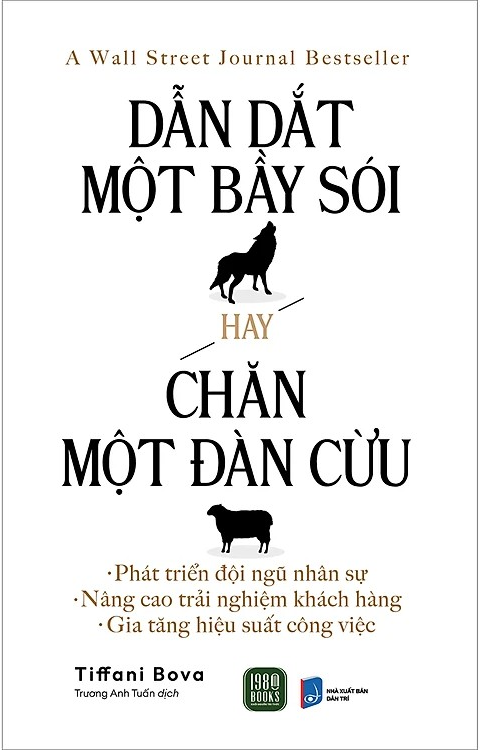 A Wall Street Journal Bestseller
DẪN DẮT
MỘT BẦY SÓI
HAY
CHĂN
MỘT ĐÀN CỪU
·Phát triển đội ngũ nhân sự
·Nâng cao trải nghiệm khách hàng
·Gia tăng hiệu suất công việc
Tiffani Bova
Trương Anh Tuấn dịch
1980
BOOKS
NHÀ XUẤT BẢN
DÂN TRÍ